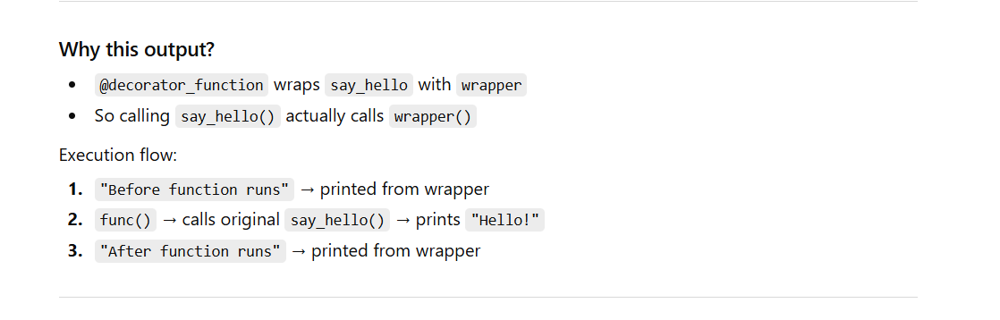 Why this output?
• @decorator_function wraps say_hello with wrapper
• So calling say_hello() actually calls wrapper()
Execution flow:
1. "Before function runs" → printed from wrapper
2. func() → calls original say_hello() → prints "Hello!"
3. "After function runs" → printed from wrapper